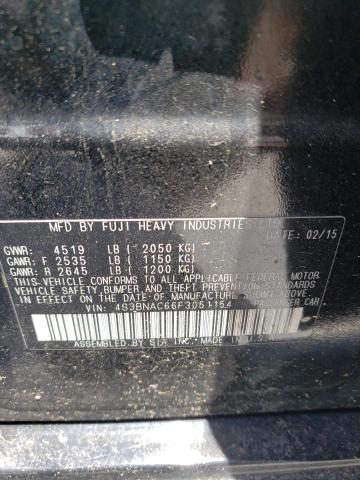 MFD BY FUJI HEAVY INDUSTRIES LTD.
DATE: 02/15
GVWR: 4519 LB ( 2050 KG)
GAWR: F 2535 LB ( 1150 KG)
GAWR: R 2645 LB ( 1200 KG)
THIS VEHICLE CONFORMS TO ALL APPLICABLE FEDERAL MOTOR
VEHICLE SAFETY BUMPER AND THEFT PREVENTION STANDARDS
IN EFFECT ON THE DATE OF MANUFACTURE SHOWN ABOVE.
VIN: 4S3BNAC66F3051154 PASSENGER CAR
ASSEMBLED BY SIA, INC. MADE IN U.S.A.